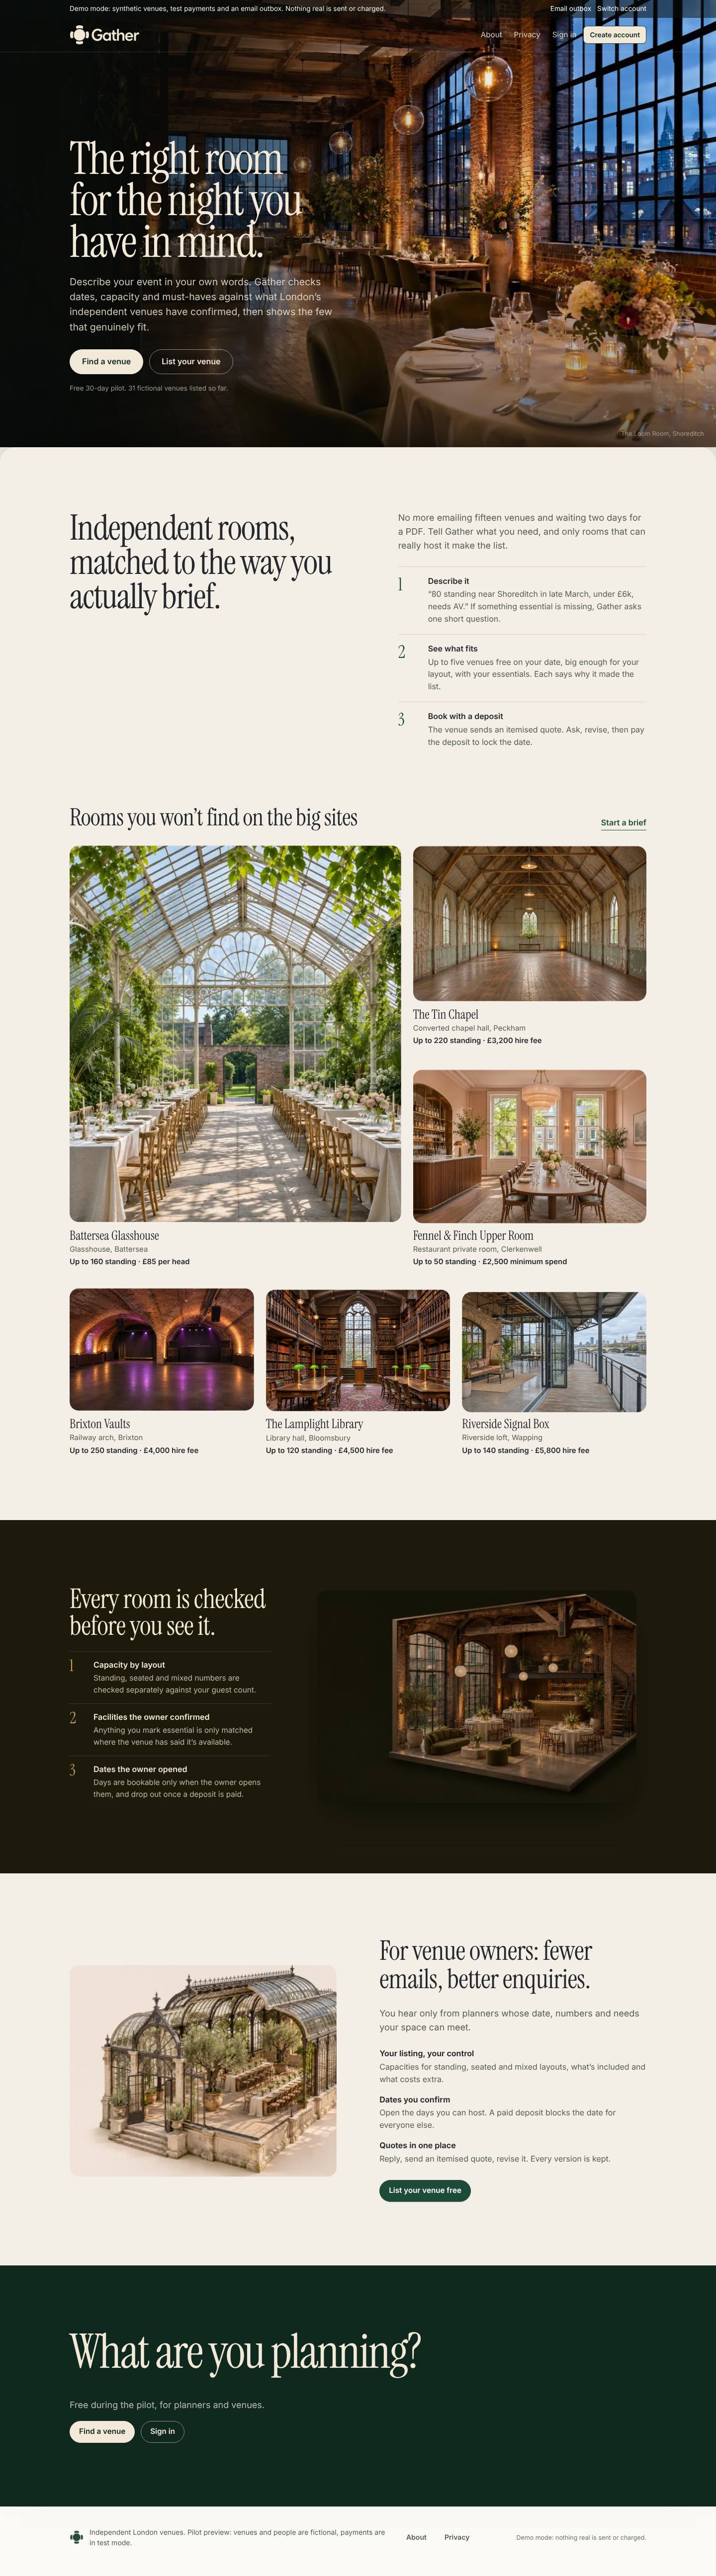 Demo mode: synthetic venues, test payments and an email outbox. Nothing real is sent or charged.
Email outbox Switch account
Gather
About Privacy Sign in Create account
The right room
for the night you
have in mind.
Describe your event in your own words. Gather checks
dates, capacity and must-haves against what London’s
independent venues have confirmed, then shows the few
that genuinely fit.
Find a venue List your venue
Free 30-day pilot. 31 fictional venues listed so far.
The Loom Room, Shoreditch
Independent rooms,
matched to the way you
actually brief.
No more emailing fifteen venues and waiting two days for
a PDF. Tell Gather what you need, and only rooms that can
really host it make the list.
1
Describe it
“80 standing near Shoreditch in late March, under £6k,
needs AV.” If something essential is missing, Gather asks
one short question.
2
See what fits
Up to five venues free on your date, big enough for your
layout, with your essentials. Each says why it made the
list.
3
Book with a deposit
The venue sends an itemised quote. Ask, revise, then pay
the deposit to lock the date.
Rooms you won’t find on the big sites
Start a brief
The Tin Chapel
Converted chapel hall, Peckham
Up to 220 standing · £3,200 hire fee
Battersea Glasshouse
Glasshouse, Battersea
Up to 160 standing · £85 per head
Fennel & Finch Upper Room
Restaurant private room, Clerkenwell
Up to 50 standing · £2,500 minimum spend
Brixton Vaults
Railway arch, Brixton
Up to 250 standing · £4,000 hire fee
The Lamplight Library
Library hall, Bloomsbury
Up to 120 standing · £4,500 hire fee
Riverside Signal Box
Riverside loft, Wapping
Up to 140 standing · £5,800 hire fee
Every room is checked
before you see it.
1
Capacity by layout
Standing, seated and mixed numbers are
checked separately against your guest count.
2
Facilities the owner confirmed
Anything you mark essential is only matched
where the venue has said it’s available.
3
Dates the owner opened
Days are bookable only when the owner opens
them, and drop out once a deposit is paid.
For venue owners: fewer
emails, better enquiries.
You hear only from planners whose date, numbers and needs
your space can meet.
Your listing, your control
Capacities for standing, seated and mixed layouts, what’s included and
what costs extra.
Dates you confirm
Open the days you can host. A paid deposit blocks the date for
everyone else.
Quotes in one place
Reply, send an itemised quote, revise it. Every version is kept.
List your venue free
What are you planning?
Free during the pilot, for planners and venues.
Find a venue Sign in
Independent London venues. Pilot preview: venues and people are fictional, payments are
in test mode.
About Privacy
Demo mode: nothing real is sent or charged.